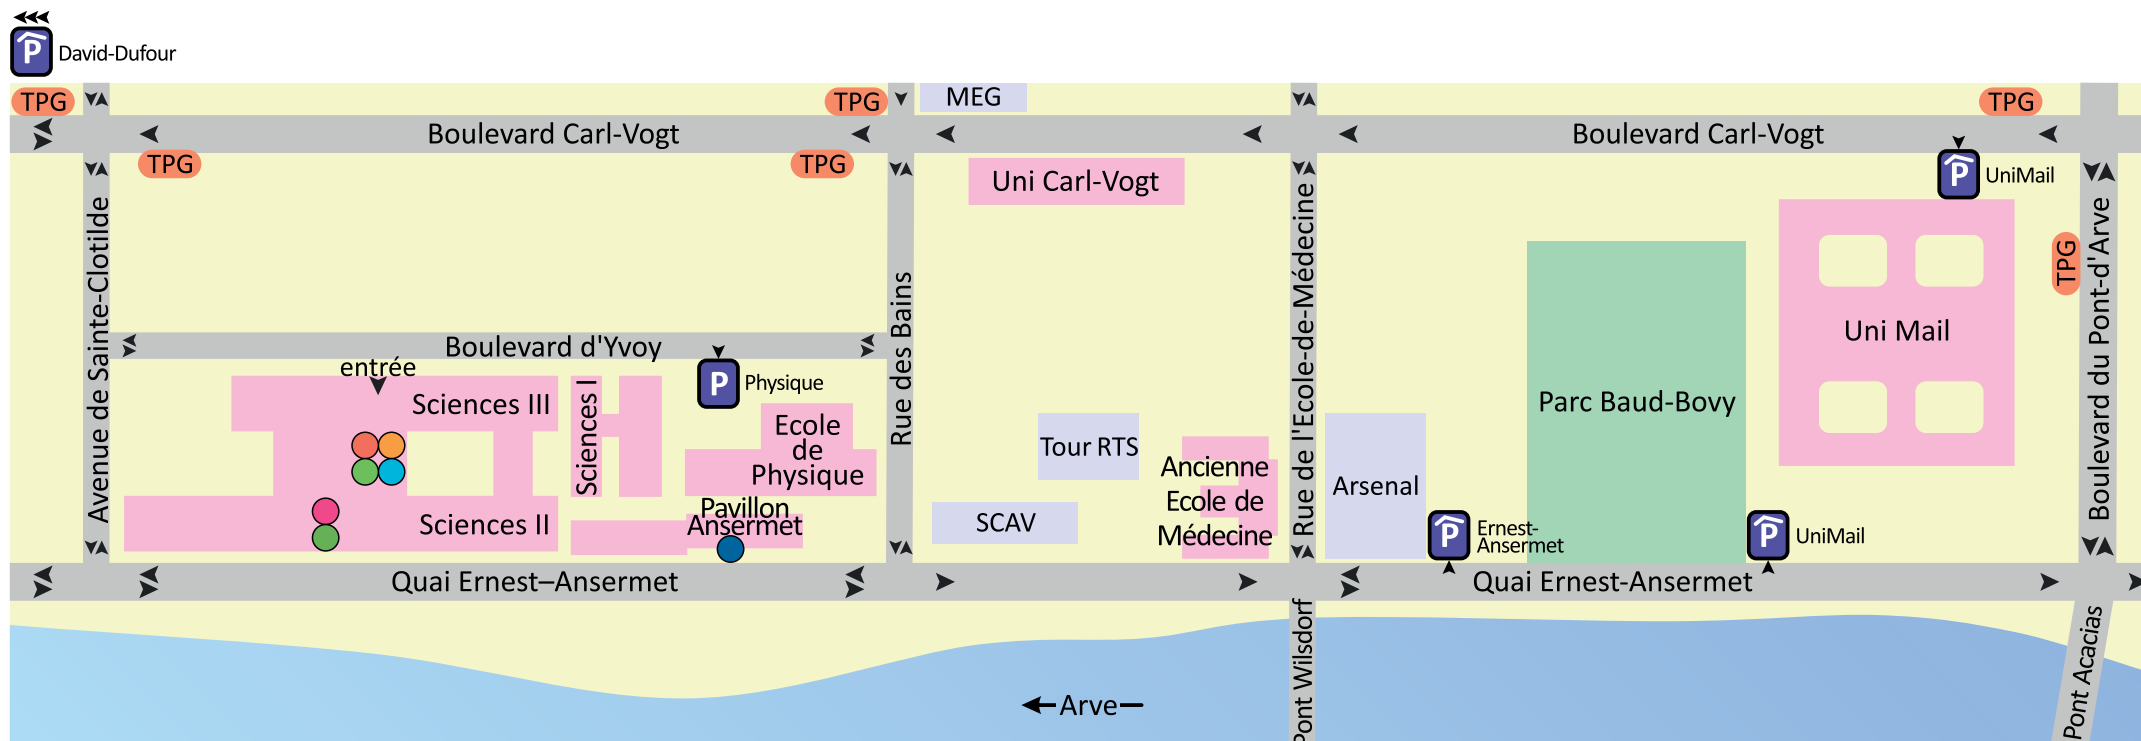 P David-Dufour
TPG
TPG
MEG
TPG
Boulevard Carl-Vogt
Boulevard Carl-Vogt
TPG
TPG
Uni Carl-Vogt
P UniMail
Avenue de Sainte-Clotilde
Rue des Bains
Rue de l'Ecole-de-Médecine
TPG
Boulevard du Pont-d'Arve
Uni Mail
Boulevard d'Yvoy
entrée
P Physique
Sciences III
Sciences I
Ecole
de
Physique
Parc Baud-Bovy
Tour RTS
Ancienne
Ecole de
Médecine
Arsenal
Pavillon
Ansermet
Sciences II
SCAV
P Ernest-
Ansermet
P UniMail
Quai Ernest–Ansermet
Quai Ernest-Ansermet
Pont Wilsdorf
Pont Acacias
Arve